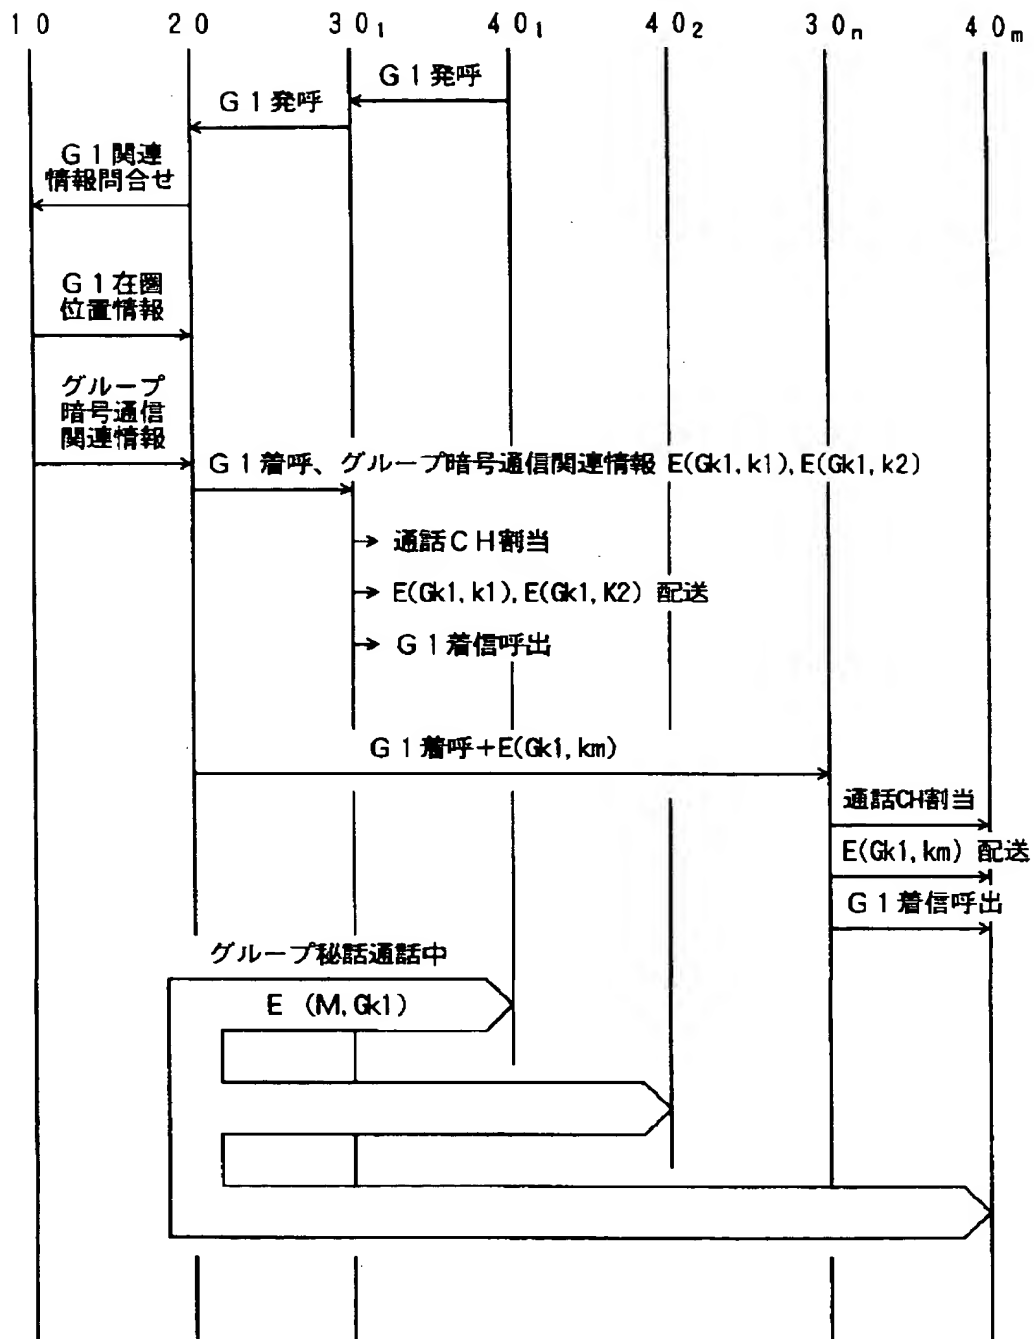 10 20 30₁ 40₁ 40₂ 30ₙ 40ₘ
G1発呼
G1発呼
G1関連
情報問合せ
G1在圏
位置情報
グループ
暗号通信
関連情報
G1着呼、グループ暗号通信関連情報 E(Gk1,k1),E(Gk1,k2)
通話CH割当
E(Gk1,k1),E(Gk1,K2) 配送
G1着信呼出
G1着呼+E(Gk1,km)
通話CH割当
E(Gk1,km) 配送
G1着信呼出
グループ秘話通話中
E (M,Gk1)